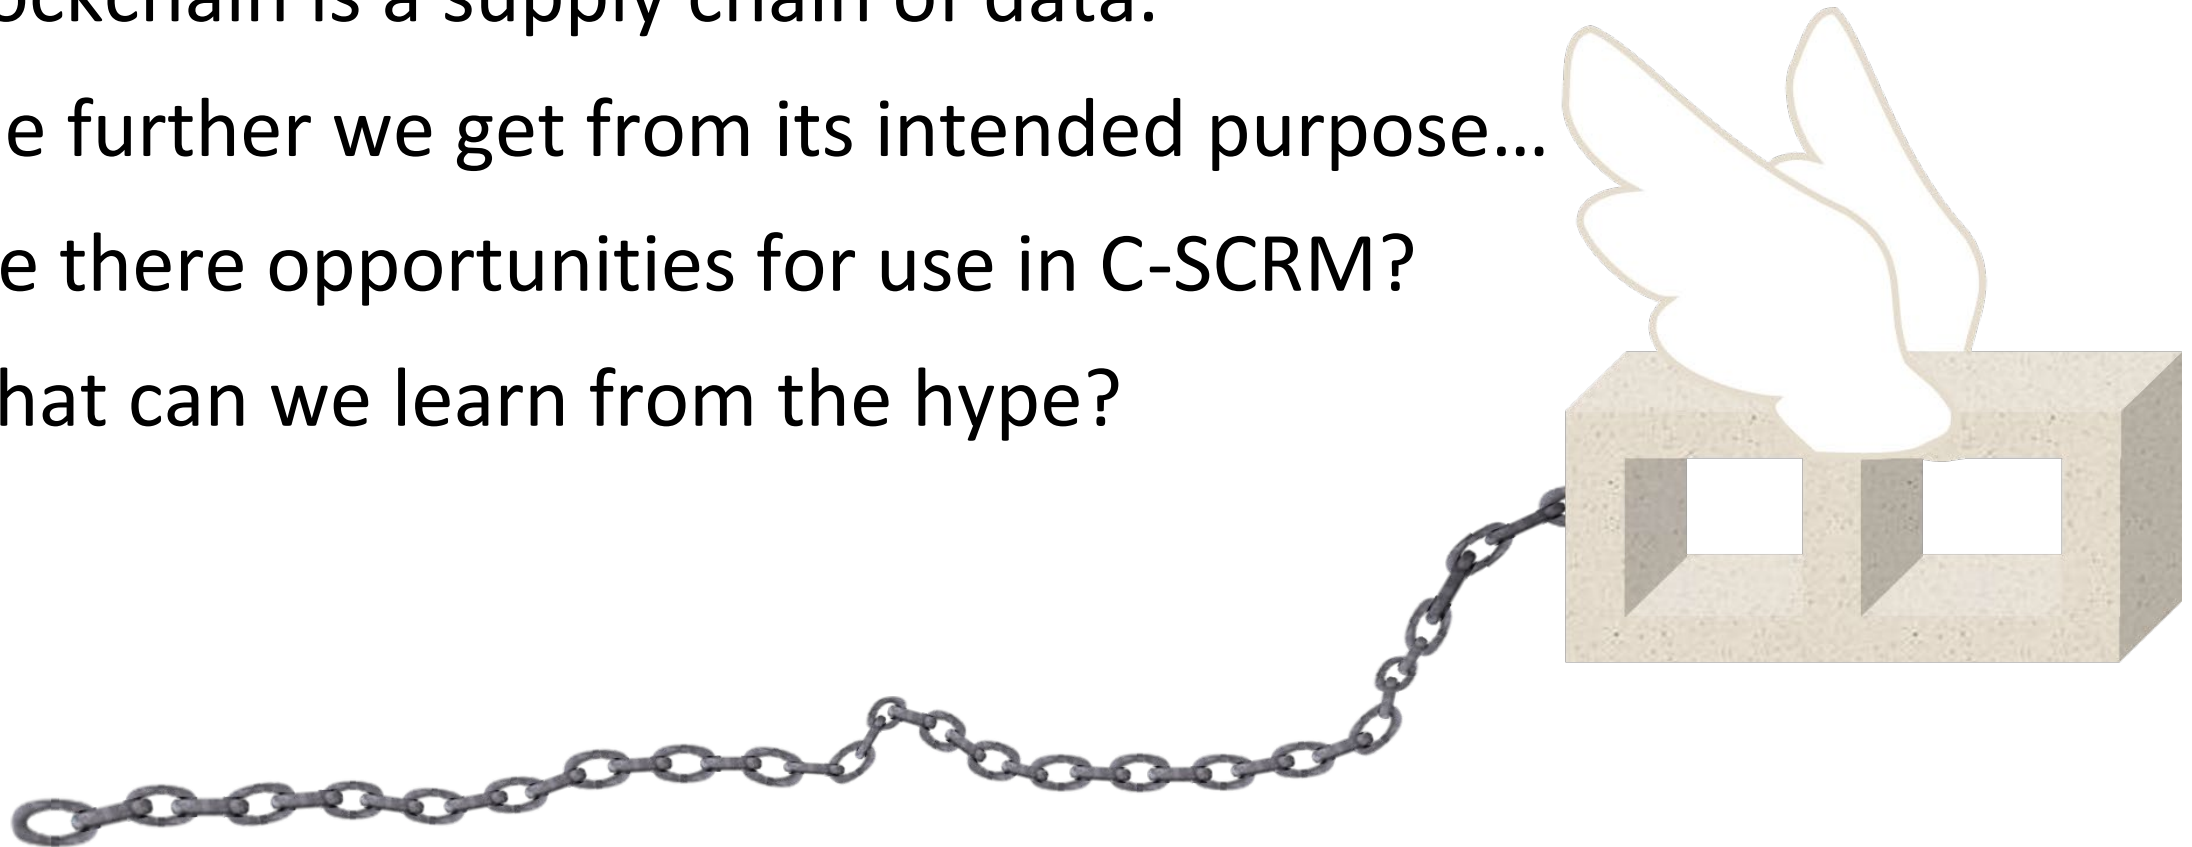 ockchain is a supply chain of data.
e further we get from its intended purpose…
e there opportunities for use in C-SCRM?
hat can we learn from the hype?